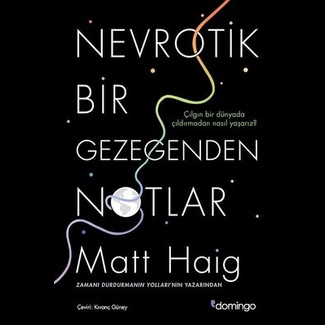 NEVROTİK
BİR
Çılgın bir dünyada
çıldırmadan nasıl yaşarız?
GEZEGENDEN
NOTLAR
Matt Haig
ZAMANI DURDURMANIN YOLLARI'NIN YAZARINDAN
Çeviri: Kıvanç Güney
domingo